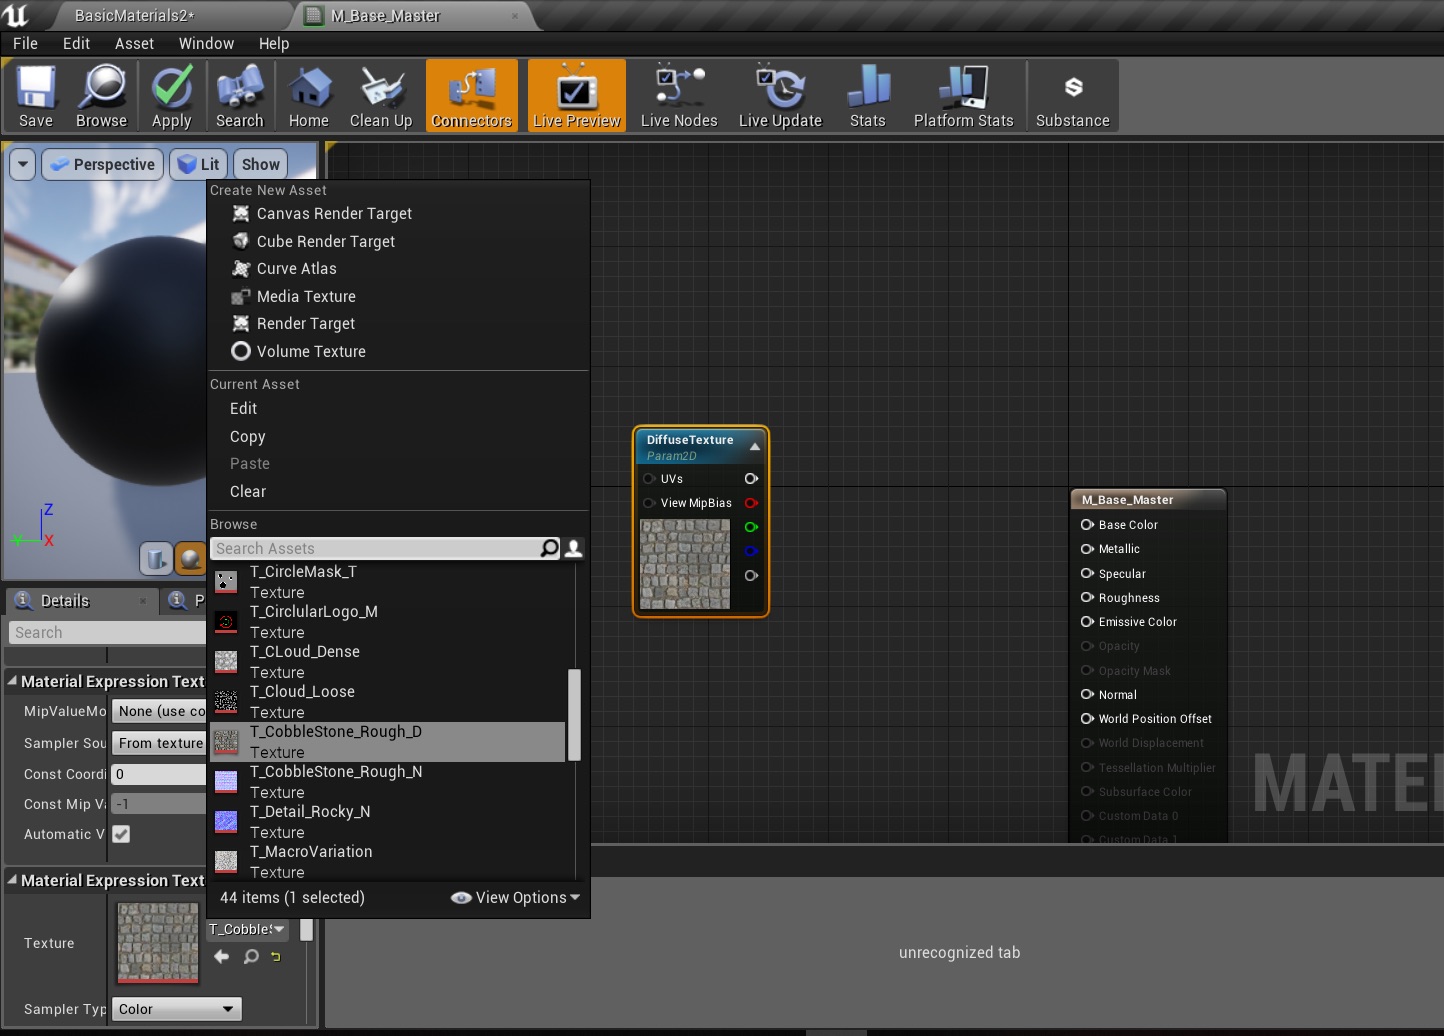 BasicMaterials2*
M_Base_Master
File Edit Asset Window Help
Save Browse Apply Search Home Clean Up Connectors Live Preview Live Nodes Live Update Stats Platform Stats Substance
Perspective Lit Show
Create New Asset
Canvas Render Target
Cube Render Target
Curve Atlas
Media Texture
Render Target
Volume Texture
Current Asset
Edit
Copy
Paste
Clear
Browse
Search Assets
T_CircleMask_T
Texture
T_CirclularLogo_M
Texture
T_CLoud_Dense
Texture
T_Cloud_Loose
Texture
T_CobbleStone_Rough_D
Texture
T_CobbleStone_Rough_N
Texture
T_Detail_Rocky_N
Texture
T_MacroVariation
Texture
44 items (1 selected)
View Options
Z
Y
X
Details
P
Search
Material Expression Text
MipValueMo
None (use co
Sampler Sou
From texture
Const Coordi
0
Const Mip Va
-1
Automatic V
Material Expression Text
Texture
T_Cobble
Sampler Typ
Color
DiffuseTexture
Param2D
UVs
View MipBias
M_Base_Master
Base Color
Metallic
Specular
Roughness
Emissive Color
Opacity
Opacity Mask
Normal
World Position Offset
World Displacement
Tessellation Multiplier
Subsurface Color
Custom Data 0
Custom Data 1
MATE
unrecognized tab